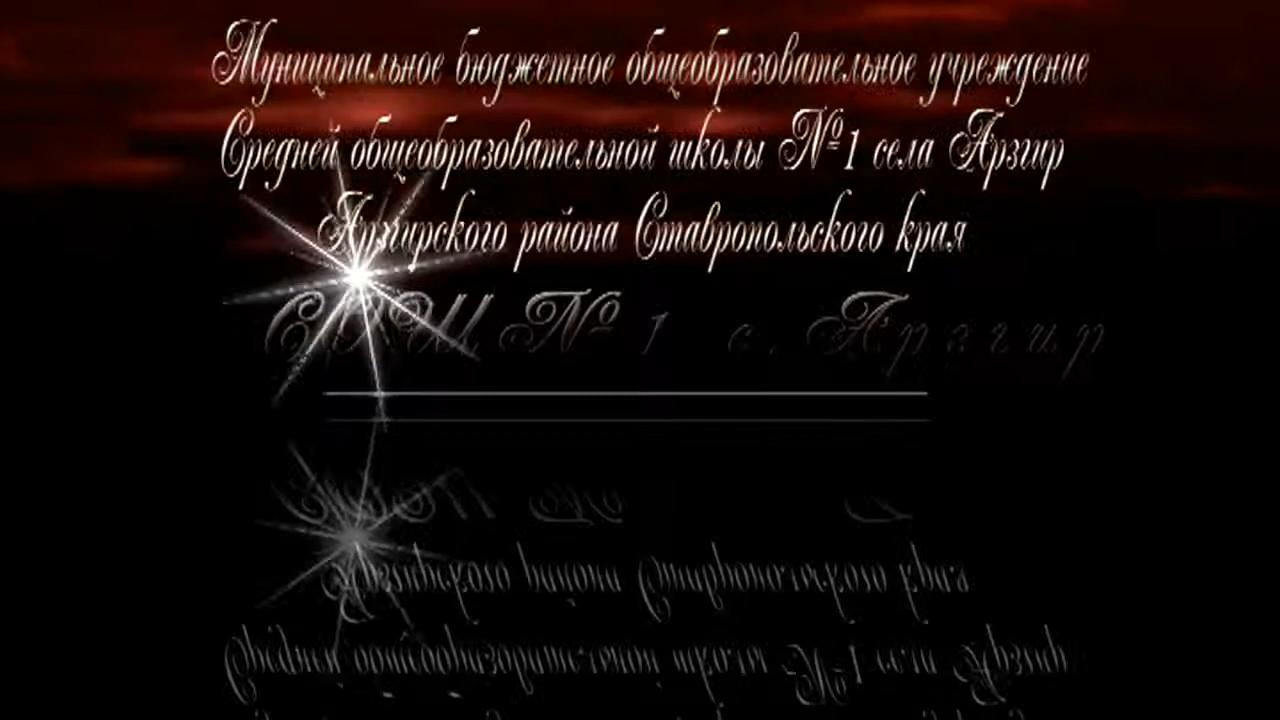 Муниципальное бюджетное общеобразовательное учреждение
Средней общеобразовательной школы №1 села Арзгир
Арзгирского района Ставропольского края
СОШ № 1 с. Арзгир